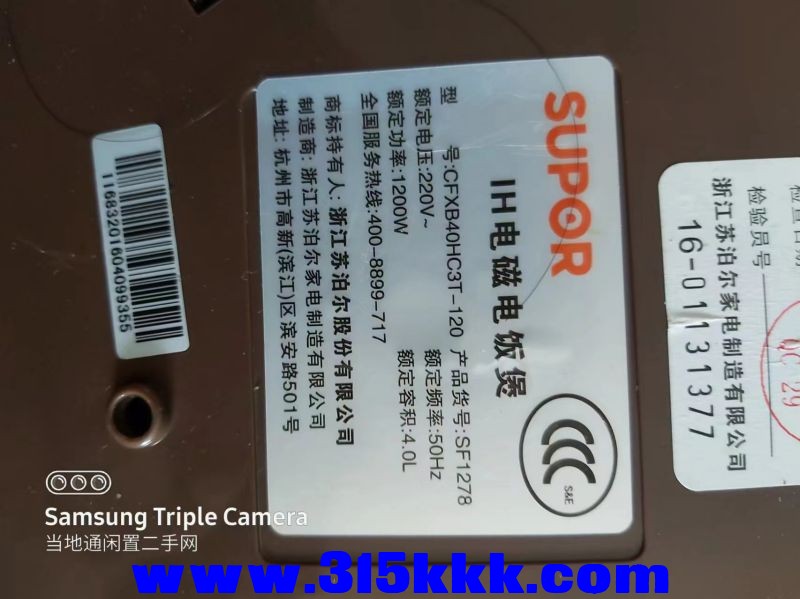 SUPOR
IH电磁电饭煲
型 号:CFXB40HC3T-120 产品货号:SF1278
额定电压:220V~ 额定频率:50Hz
额定功率:1200W 额定容积:4.0L
全国服务热线:400-8899-717
商标持有人:浙江苏泊尔股份有限公司
制造商:浙江苏泊尔家电制造有限公司
地址:杭州市高新(滨江)区滨安路501号
CCC
S&E
1168320160409935​5
检验员号
QC 29
浙江苏泊尔家电制造有限公司
16-01131377
Samsung Triple Camera
当地通闲置二手网
www.315kkk.com